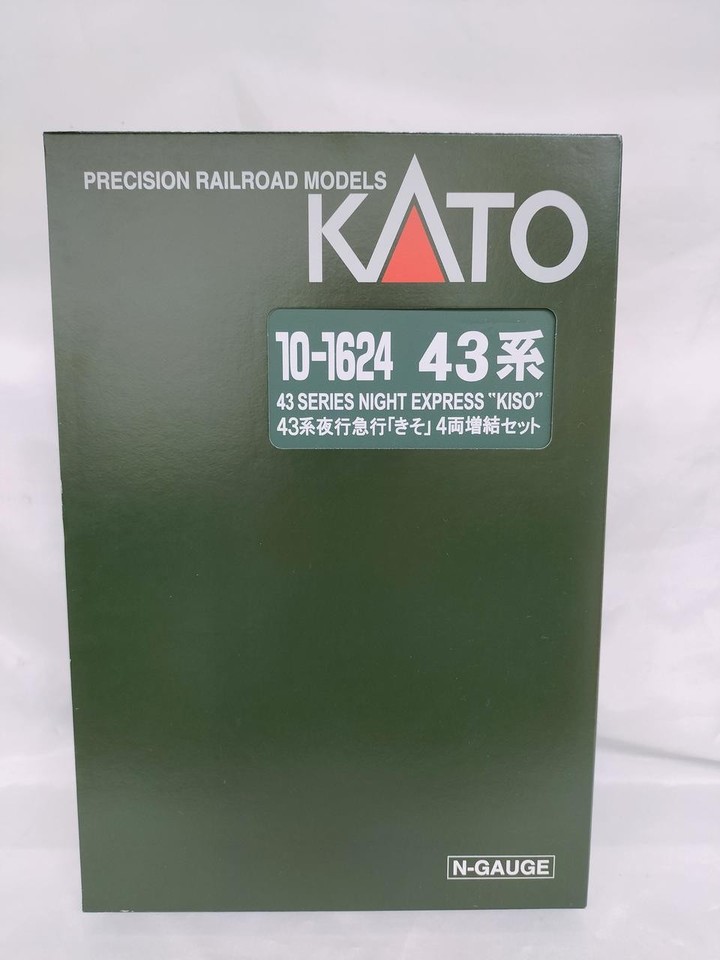 PRECISION RAILROAD MODELS
KATO
10-1624 43系
43 SERIES NIGHT EXPRESS "KISO"
43系夜行急行「きそ」4両増結セット
N-GAUGE